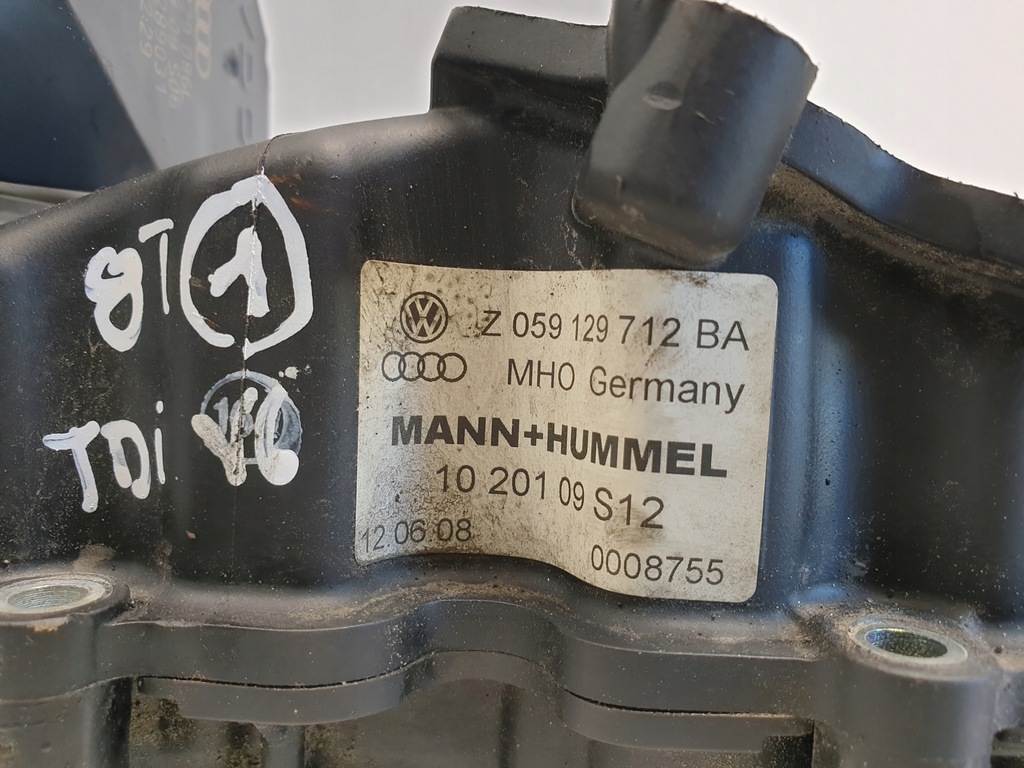 8T 1
TDi V6
Z 059 129 712 BA
MHO Germany
MANN+HUMMEL
10 201 09 S12
12.06.08
0008755